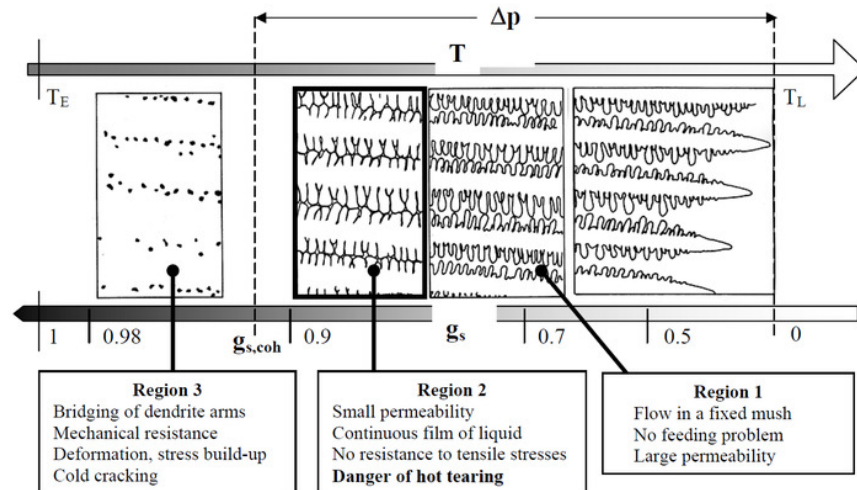 Δp
T
T_E
T_L
1
0.98
g_s,coh
0.9
g_s
0.7
0.5
0
Region 3
Bridging of dendrite arms
Mechanical resistance
Deformation, stress build-up
Cold cracking
Region 2
Small permeability
Continuous film of liquid
No resistance to tensile stresses
Danger of hot tearing
Region 1
Flow in a fixed mush
No feeding problem
Large permeability